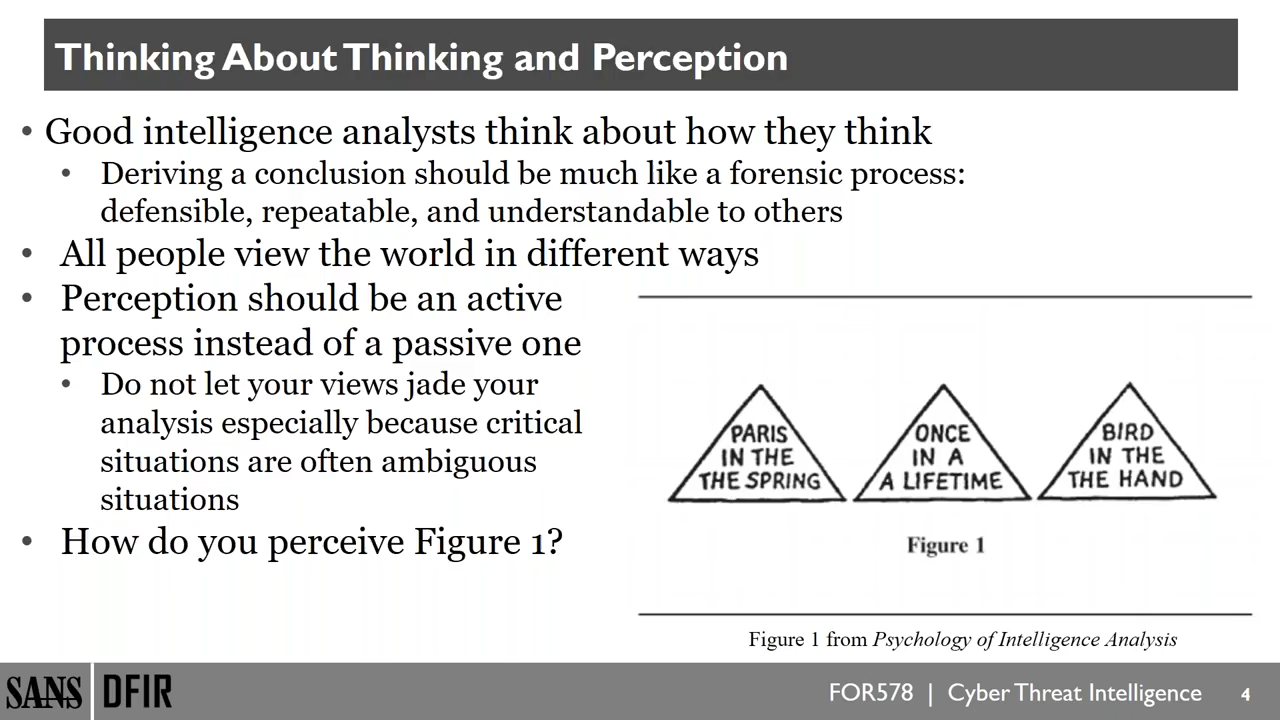 Thinking About Thinking and Perception
• Good intelligence analysts think about how they think
• Deriving a conclusion should be much like a forensic process:
defensible, repeatable, and understandable to others
• All people view the world in different ways
• Perception should be an active
process instead of a passive one
• Do not let your views jade your
analysis especially because critical
situations are often ambiguous
situations
• How do you perceive Figure 1?
PARIS
IN THE
THE SPRING
ONCE
IN A
A LIFETIME
BIRD
IN THE
THE HAND
Figure 1
Figure 1 from Psychology of Intelligence Analysis
SANS DFIR
FOR578 | Cyber Threat Intelligence 4